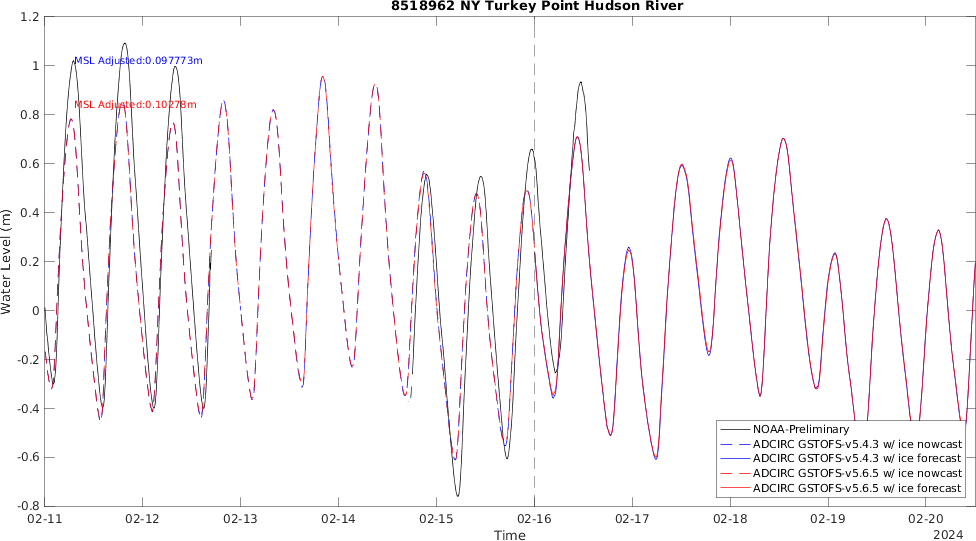 8518962 NY Turkey Point Hudson River
1.2
1
0.8
0.6
0.4
0.2
0
-0.2
-0.4
-0.6
-0.8
Water Level (m)
MSL Adjusted:0.097773m
MSL Adjusted:0.10278m
NOAA-Preliminary
ADCIRC GSTOFS-v5.4.3 w/ ice nowcast
ADCIRC GSTOFS-v5.4.3 w/ ice forecast
ADCIRC GSTOFS-v5.6.5 w/ ice nowcast
ADCIRC GSTOFS-v5.6.5 w/ ice forecast
02-11 02-12 02-13 02-14 02-15 02-16 02-17 02-18 02-19 02-20
Time
2024